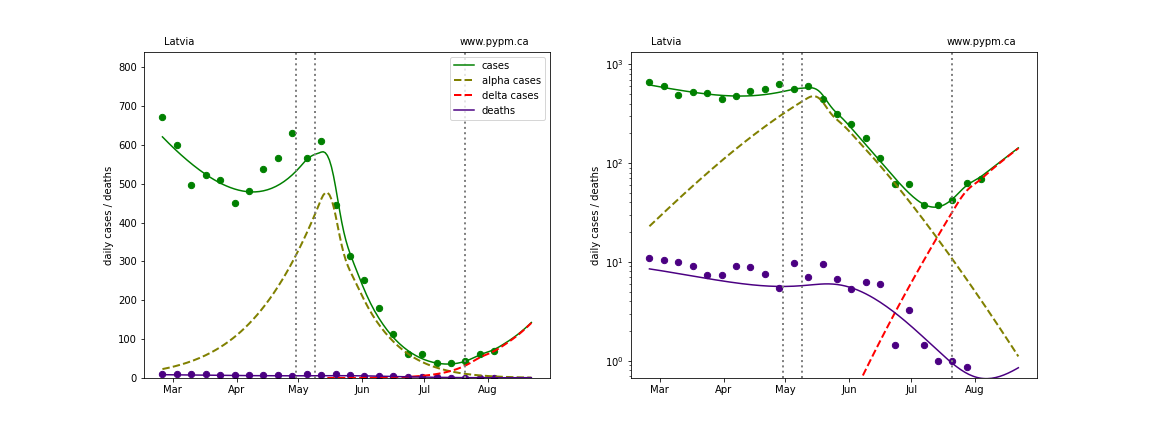 Latvia www.pypm.ca
daily cases / deaths
800
700
600
500
400
300
200
100
0
Mar Apr May Jun Jul Aug
cases
alpha cases
delta cases
deaths
Latvia www.pypm.ca
daily cases / deaths
10³
10²
10¹
10⁰
Mar Apr May Jun Jul Aug